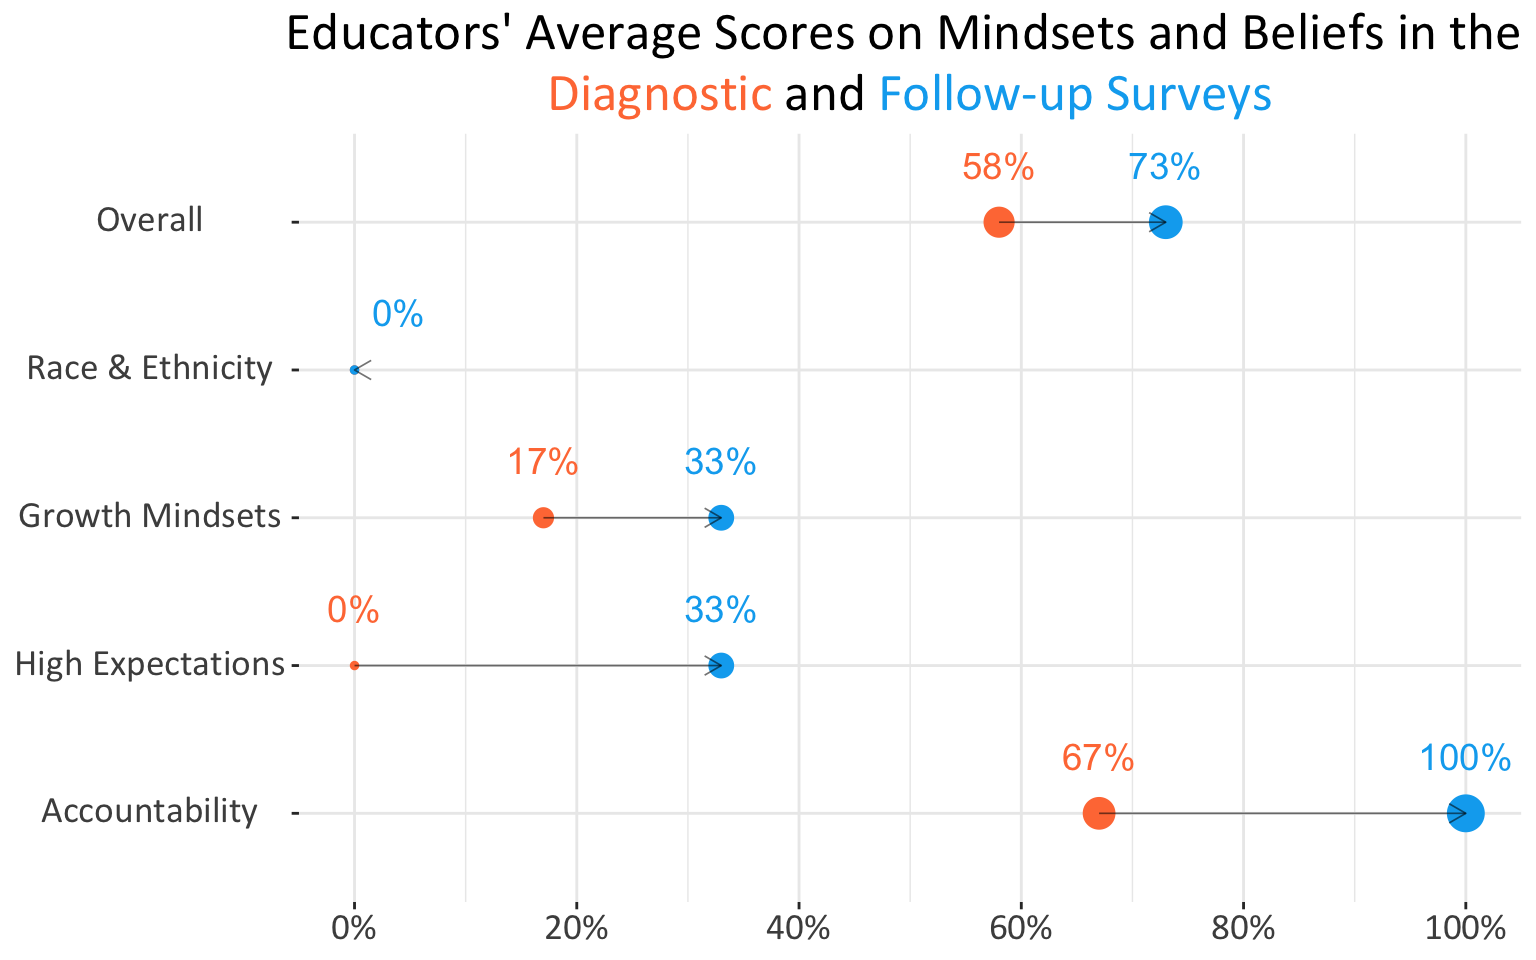 Educators' Average Scores on Mindsets and Beliefs in the
Diagnostic and Follow-up Surveys
58% 73%
Overall
0%
Race & Ethnicity
17% 33%
Growth Mindsets
0% 33%
High Expectations
67% 100%
Accountability
0% 20% 40% 60% 80% 100%